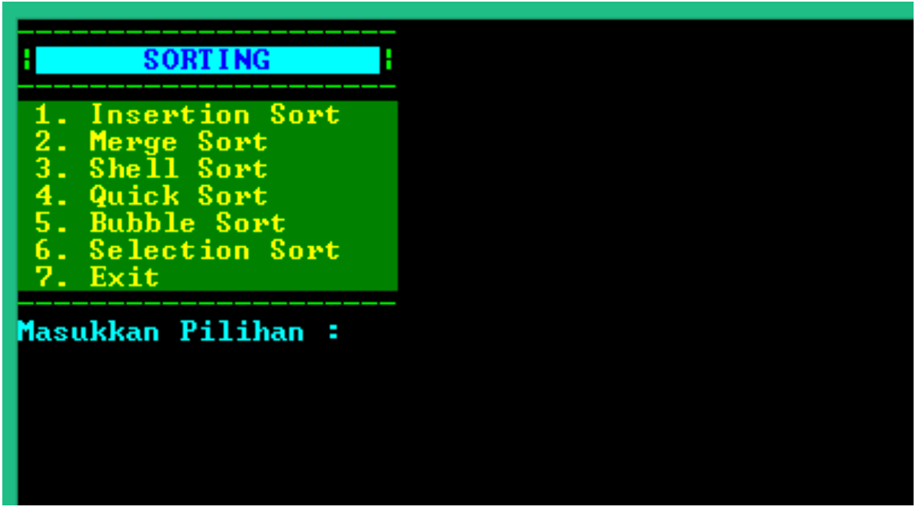 SORTING
1. Insertion Sort
2. Merge Sort
3. Shell Sort
4. Quick Sort
5. Bubble Sort
6. Selection Sort
7. Exit
Masukkan Pilihan :